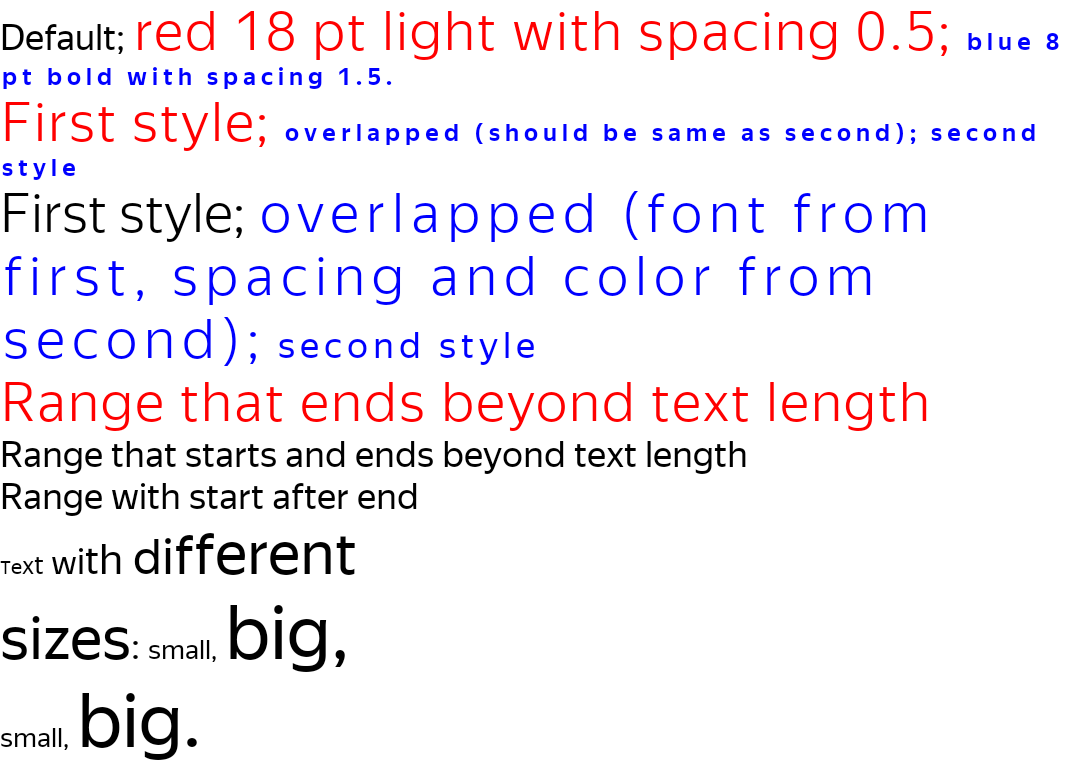 Default; red 18 pt light with spacing 0.5; blue 8
pt bold with spacing 1.5.
First style; overlapped (should be same as second); second
style
First style; overlapped (font from
first, spacing and color from
second); second style
Range that ends beyond text length
Range that starts and ends beyond text length
Range with start after end
Text with different
sizes: small, big,
small, big.